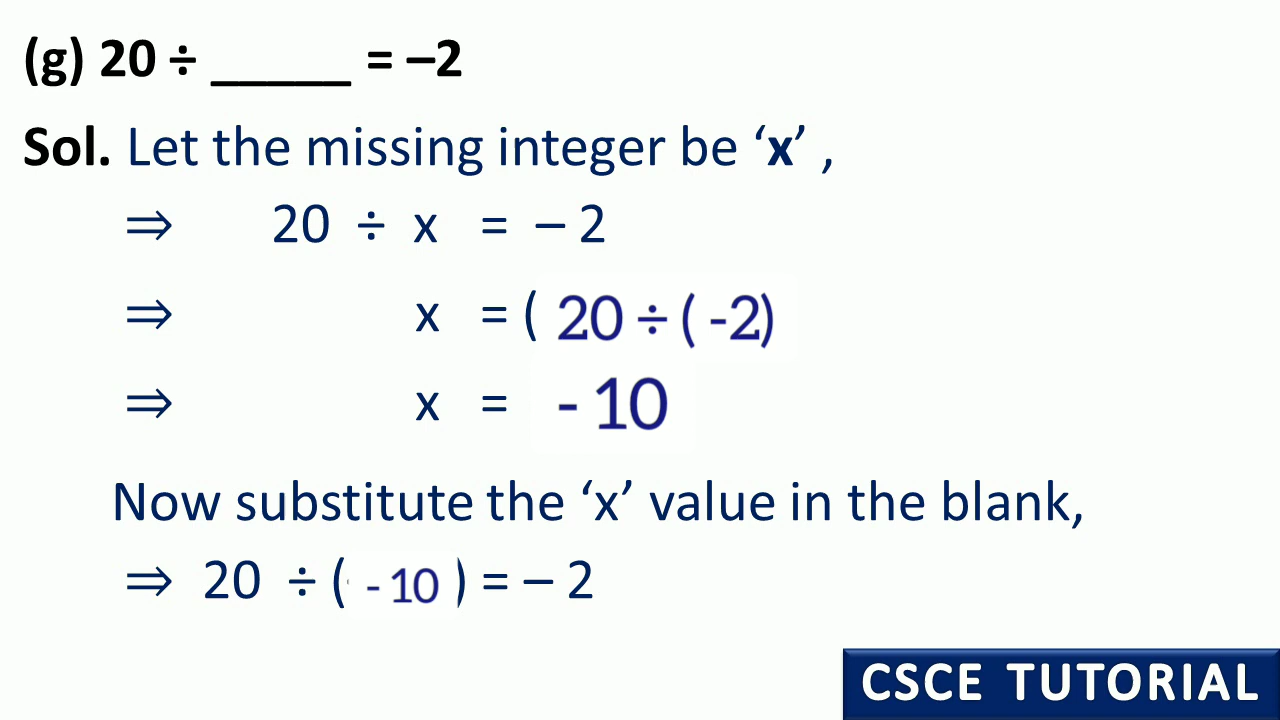 (g) 20 ÷ _____ = –2
Sol. Let the missing integer be ‘x’ ,
⇒ 20 ÷ x = – 2
⇒ x = ( 20 ÷ ( -2)
⇒ x = - 10
Now substitute the ‘x’ value in the blank,
⇒ 20 ÷ ( - 10 ) = – 2
CSCE TUTORIAL